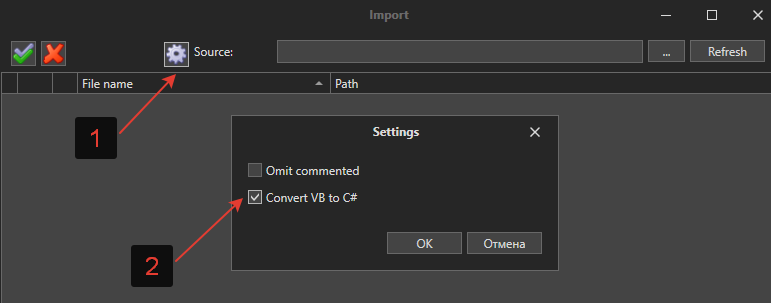 Import
Source:
...
Refresh
File name
Path
1
Settings
Omit commented
Convert VB to C#
2
OK
Отмена